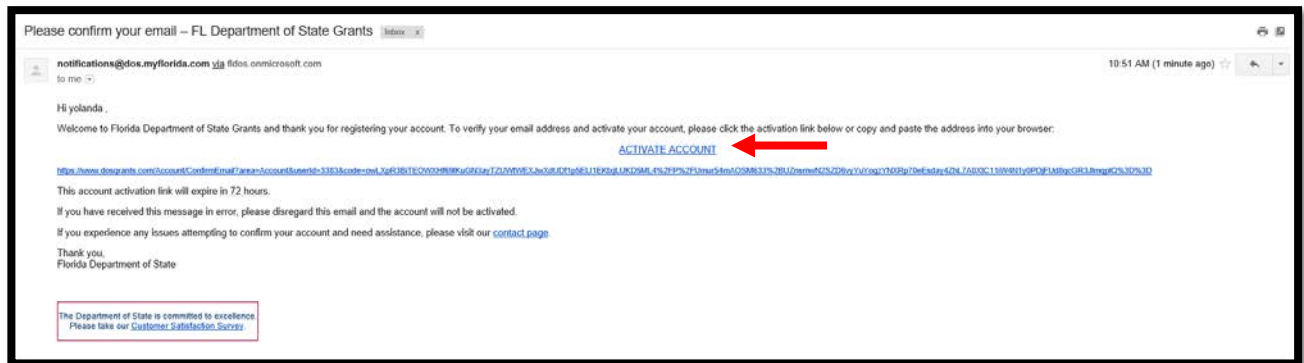 Please confirm your email – FL Department of State Grants Inbox x
notifications@dos.myflorida.com via fldos.onmicrosoft.com 10:51 AM (1 minute ago)
to me
Hi yolanda ,
Welcome to Florida Department of State Grants and thank you for registering your account. To verify your email address and activate your account, please click the activation link below or copy and paste the address into your browser:
ACTIVATE ACCOUNT
This account activation link will expire in 72 hours.
If you have received this message in error, please disregard this email and the account will not be activated.
If you experience any issues attempting to confirm your account and need assistance, please visit our contact page.
Thank you,
Florida Department of State
The Department of State is committed to excellence.
Please take our Customer Satisfaction Survey.